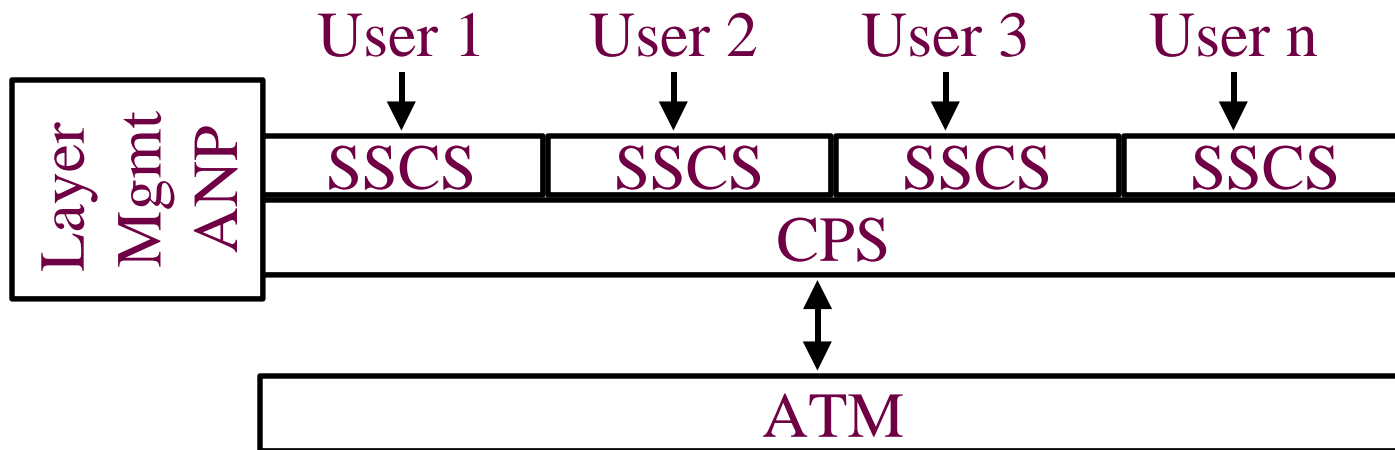 User 1 User 2 User 3 User n
Layer
Mgmt
ANP
SSCS SSCS SSCS SSCS
CPS
ATM